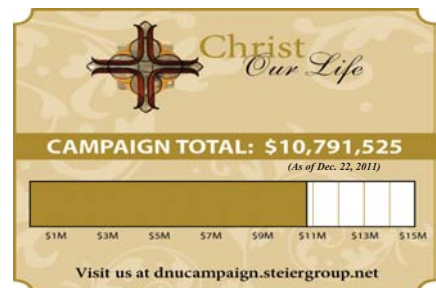 Christ
Our Life
CAMPAIGN TOTAL: $10,791,525
(As of Dec. 22, 2011)
$1M $3M $5M $7M $9M $11M $13M $15M
Visit us at dnucampaign.steiergroup.net